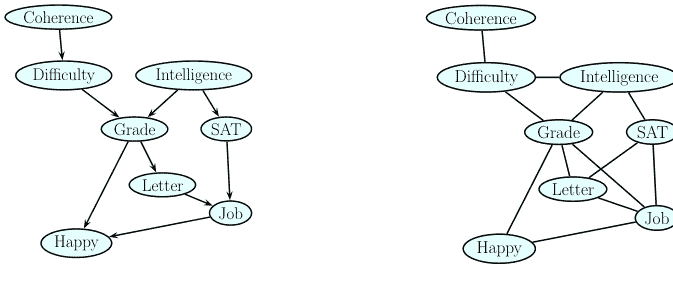 Coherence
Difficulty
Intelligence
Grade
SAT
Letter
Job
Happy
Coherence
Difficulty
Intelligence
Grade
SAT
Letter
Job
Happy